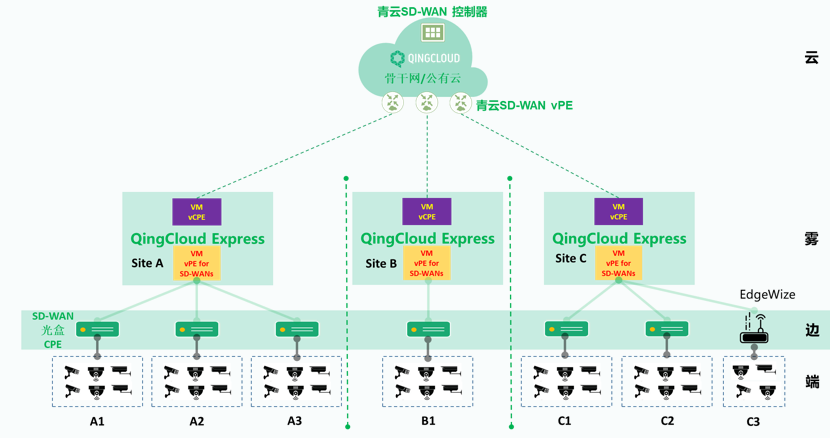 青云SD-WAN 控制器
QINGCLOUD
骨干网/公有云
云
青云SD-WAN vPE
VM
vCPE
VM
vCPE
VM
vCPE
雾
QingCloud Express
QingCloud Express
QingCloud Express
Site A
VM
vPE for
SD-WANs
Site B
VM
vPE for
SD-WANs
Site C
VM
vPE for
SD-WANs
EdgeWize
SD-WAN
光盒
CPE
边
端
A1
A2
A3
B1
C1
C2
C3